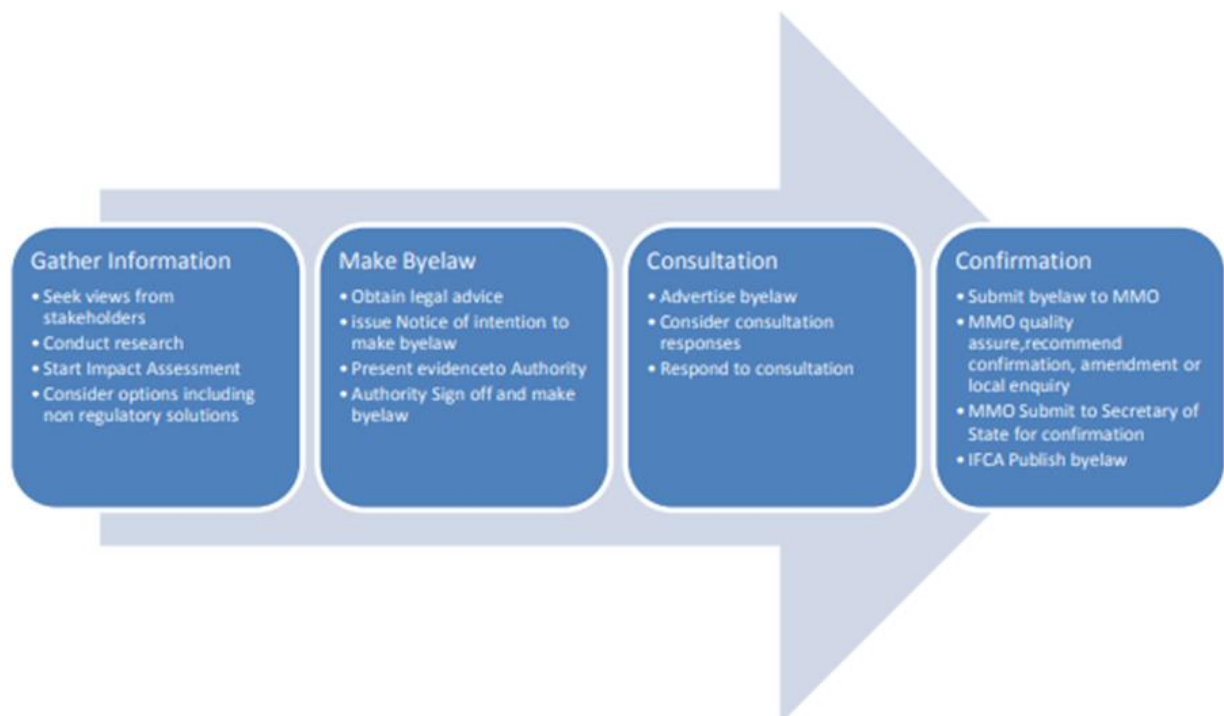 Gather Information
• Seek views from
stakeholders
• Conduct research
• Start Impact Assessment
• Consider options including
non regulatory solutions
Make Byelaw
• Obtain legal advice
• issue Notice of intention to
make byelaw
• Present evidenceto Authority
• Authority Sign off and make
byelaw
Consultation
• Advertise byelaw
• Consider consultation
responses
• Respond to consultation
Confirmation
• Submit byelaw to MMO
• MMO quality
assure,recommend
confirmation, amendment or
local enquiry
• MMO Submit to Secretary of
State for confirmation
• IFCA Publish byelaw